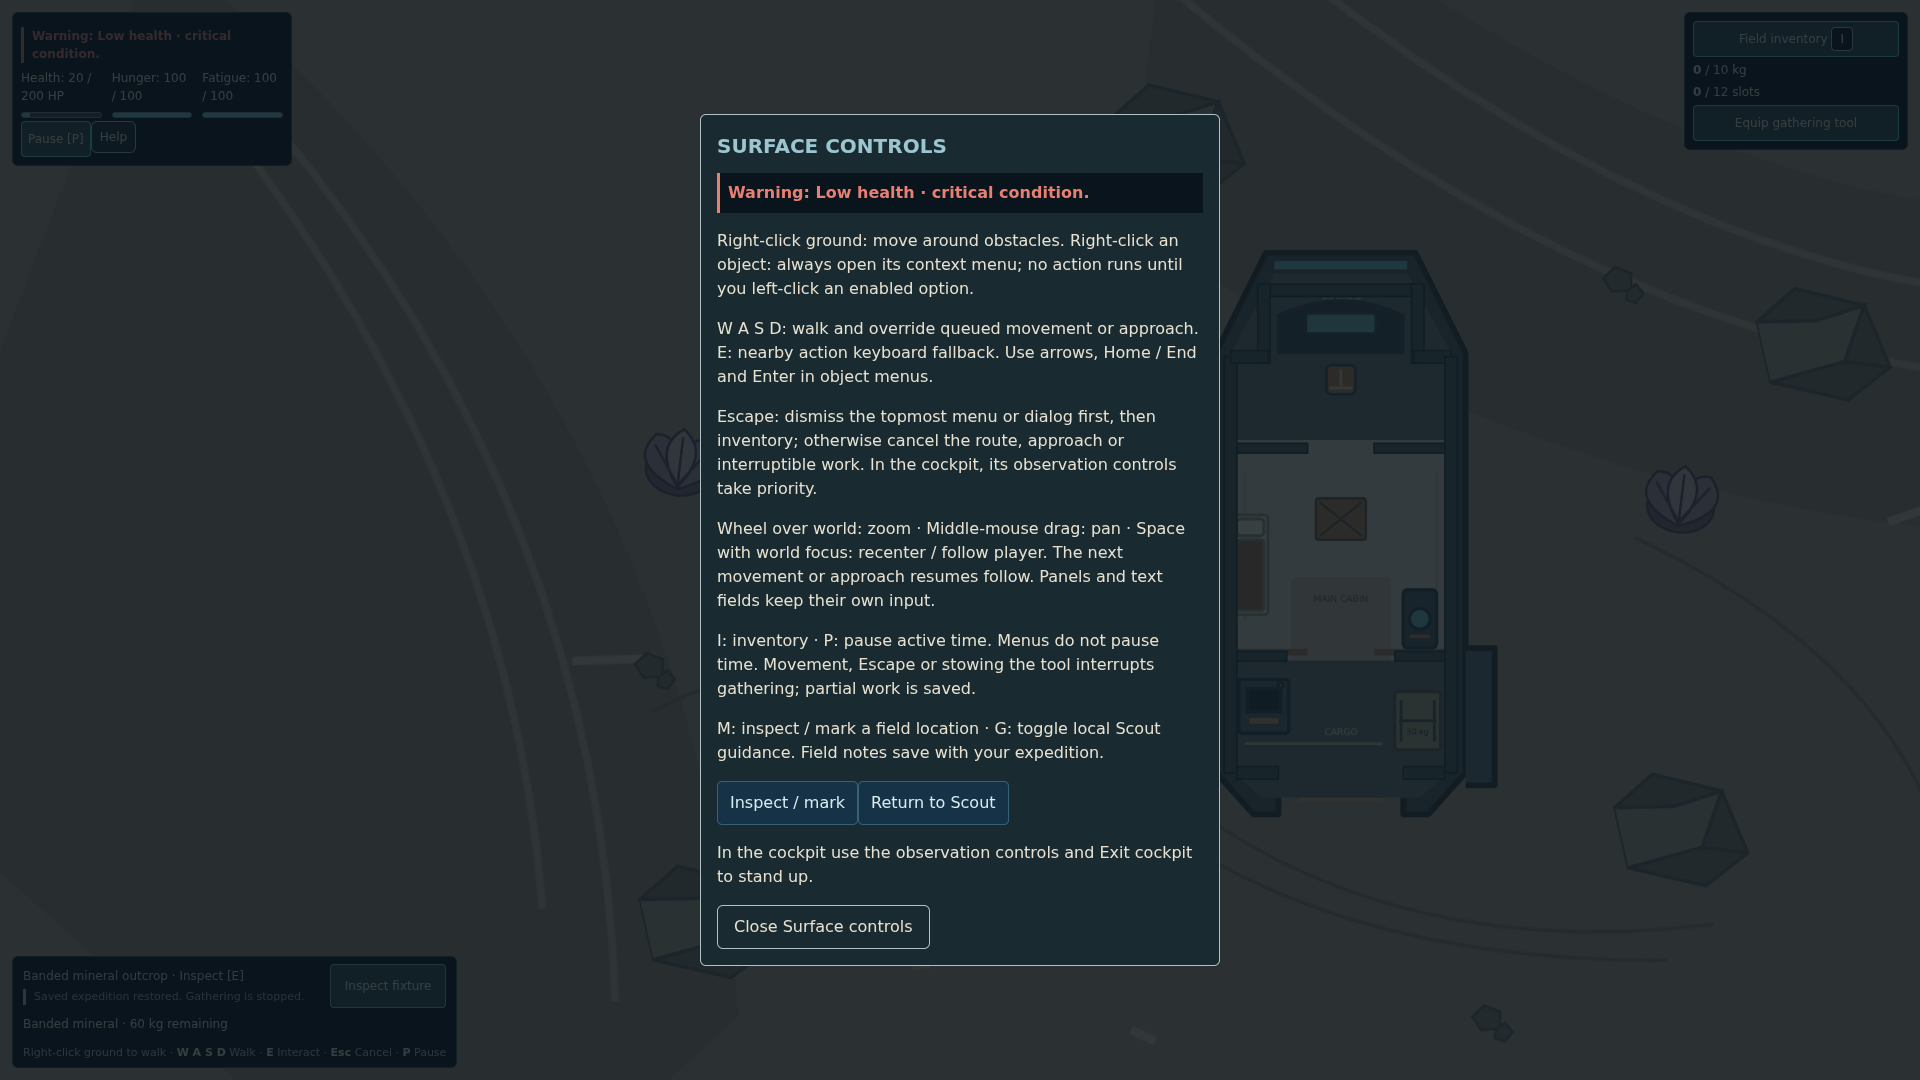 Warning: Low health · critical
condition.
Health: 20 /
200 HP
Hunger: 100
/ 100
Fatigue: 100
/ 100
Pause [P]
Help
Field inventory I
0 / 10 kg
0 / 12 slots
Equip gathering tool
SURFACE CONTROLS
Warning: Low health · critical condition.
Right-click ground: move around obstacles. Right-click an
object: always open its context menu; no action runs until
you left-click an enabled option.
W A S D: walk and override queued movement or approach.
E: nearby action keyboard fallback. Use arrows, Home / End
and Enter in object menus.
Escape: dismiss the topmost menu or dialog first, then
inventory; otherwise cancel the route, approach or
interruptible work. In the cockpit, its observation controls
take priority.
Wheel over world: zoom · Middle-mouse drag: pan · Space
with world focus: recenter / follow player. The next
movement or approach resumes follow. Panels and text
fields keep their own input.
I: inventory · P: pause active time. Menus do not pause
time. Movement, Escape or stowing the tool interrupts
gathering; partial work is saved.
M: inspect / mark a field location · G: toggle local Scout
guidance. Field notes save with your expedition.
Inspect / mark
Return to Scout
In the cockpit use the observation controls and Exit cockpit
to stand up.
Close Surface controls
MAIN CABIN
CARGO
Banded mineral outcrop · Inspect [E]
Saved expedition restored. Gathering is stopped.
Inspect fixture
Banded mineral · 60 kg remaining
Right-click ground to walk · W A S D Walk · E Interact · Esc Cancel · P Pause